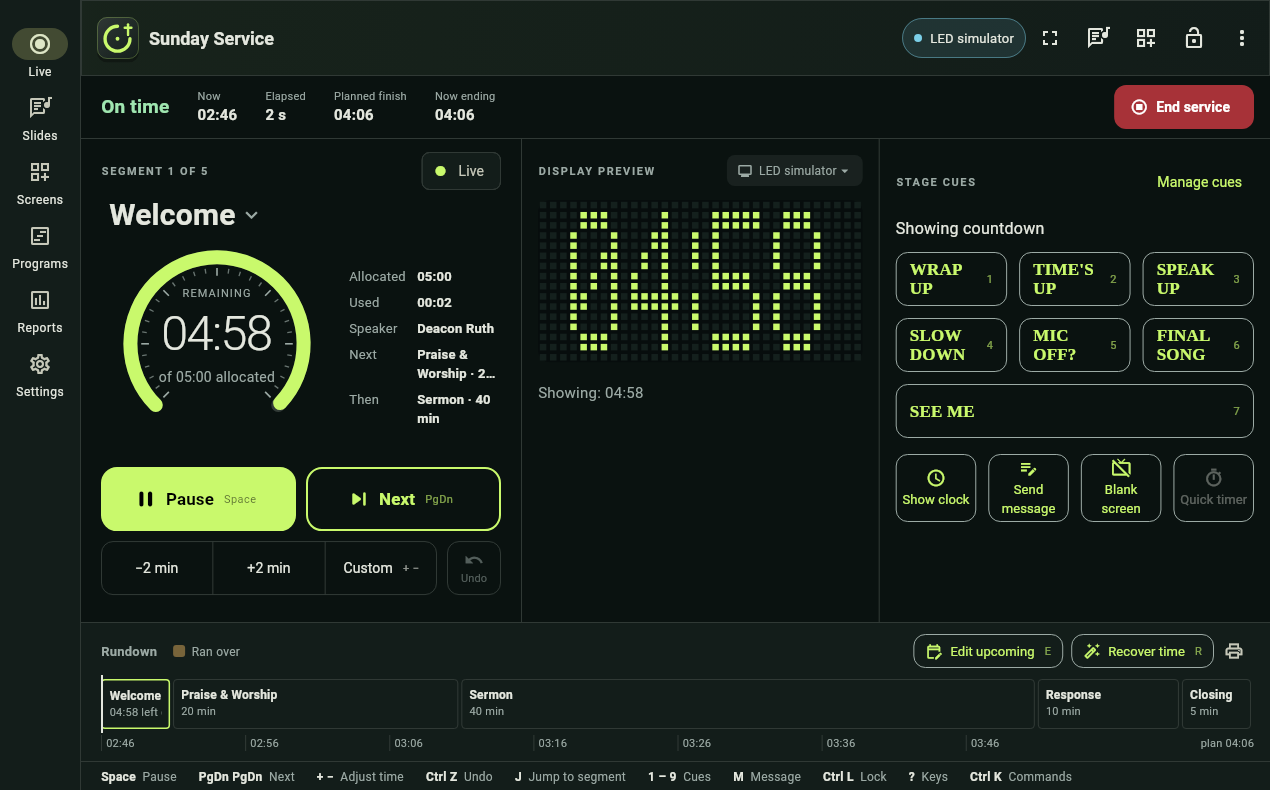 Sunday Service
LED simulator
Live
Slides
Screens
Programs
Reports
Settings
On time
Now
02:46
Elapsed
2 s
Planned finish
04:06
Now ending
04:06
End service
SEGMENT 1 OF 5
Live
Welcome
REMAINING
04:58
of 05:00 allocated
Allocated 05:00
Used 00:02
Speaker Deacon Ruth
Next Praise &
Worship · 2...
Then Sermon · 40
min
Pause Space
Next PgDn
−2 min
+2 min
Custom + −
Undo
DISPLAY PREVIEW
LED simulator
04:58
Showing: 04:58
STAGE CUES
Manage cues
Showing countdown
WRAP
UP 1
TIME'S
UP 2
SPEAK
UP 3
SLOW
DOWN 4
MIC
OFF? 5
FINAL
SONG 6
SEE ME 7
Show clock
Send
message
Blank
screen
Quick timer
Rundown
Ran over
Edit upcoming E
Recover time R
Welcome
04:58 left
Praise & Worship
20 min
Sermon
40 min
Response
10 min
Closing
5 min
02:46 02:56 03:06 03:16 03:26 03:36 03:46 plan 04:06
Space Pause PgDn PgDn Next + − Adjust time Ctrl Z Undo J Jump to segment 1 – 9 Cues M Message Ctrl L Lock ? Keys Ctrl K Commands